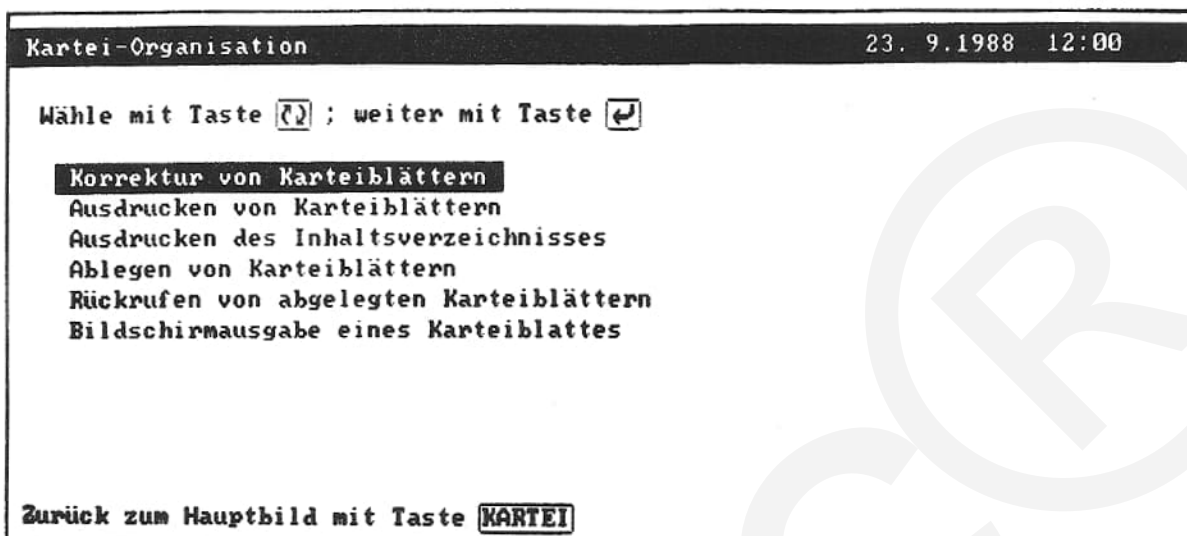 Kartei-Organisation 23. 9.1988 12:00
Wähle mit Taste ; weiter mit Taste
Korrektur von Karteiblättern
Ausdrucken von Karteiblättern
Ausdrucken des Inhaltsverzeichnisses
Ablegen von Karteiblättern
Rückrufen von abgelegten Karteiblättern
Bildschirmausgabe eines Karteiblattes
Zurück zum Hauptbild mit Taste KARTEI